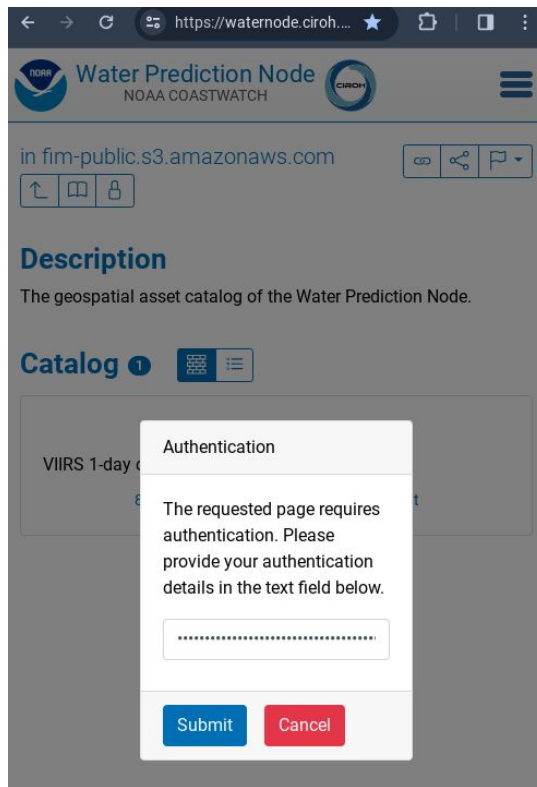 https://waternode.ciroh....
NOAA
Water Prediction Node
NOAA COASTWATCH
CIROH
in fim-public.s3.amazonaws.com
Description
The geospatial asset catalog of the Water Prediction Node.
Catalog 1
VIIRS 1-day
Authentication
The requested page requires
authentication. Please
provide your authentication
details in the text field below.
Submit Cancel